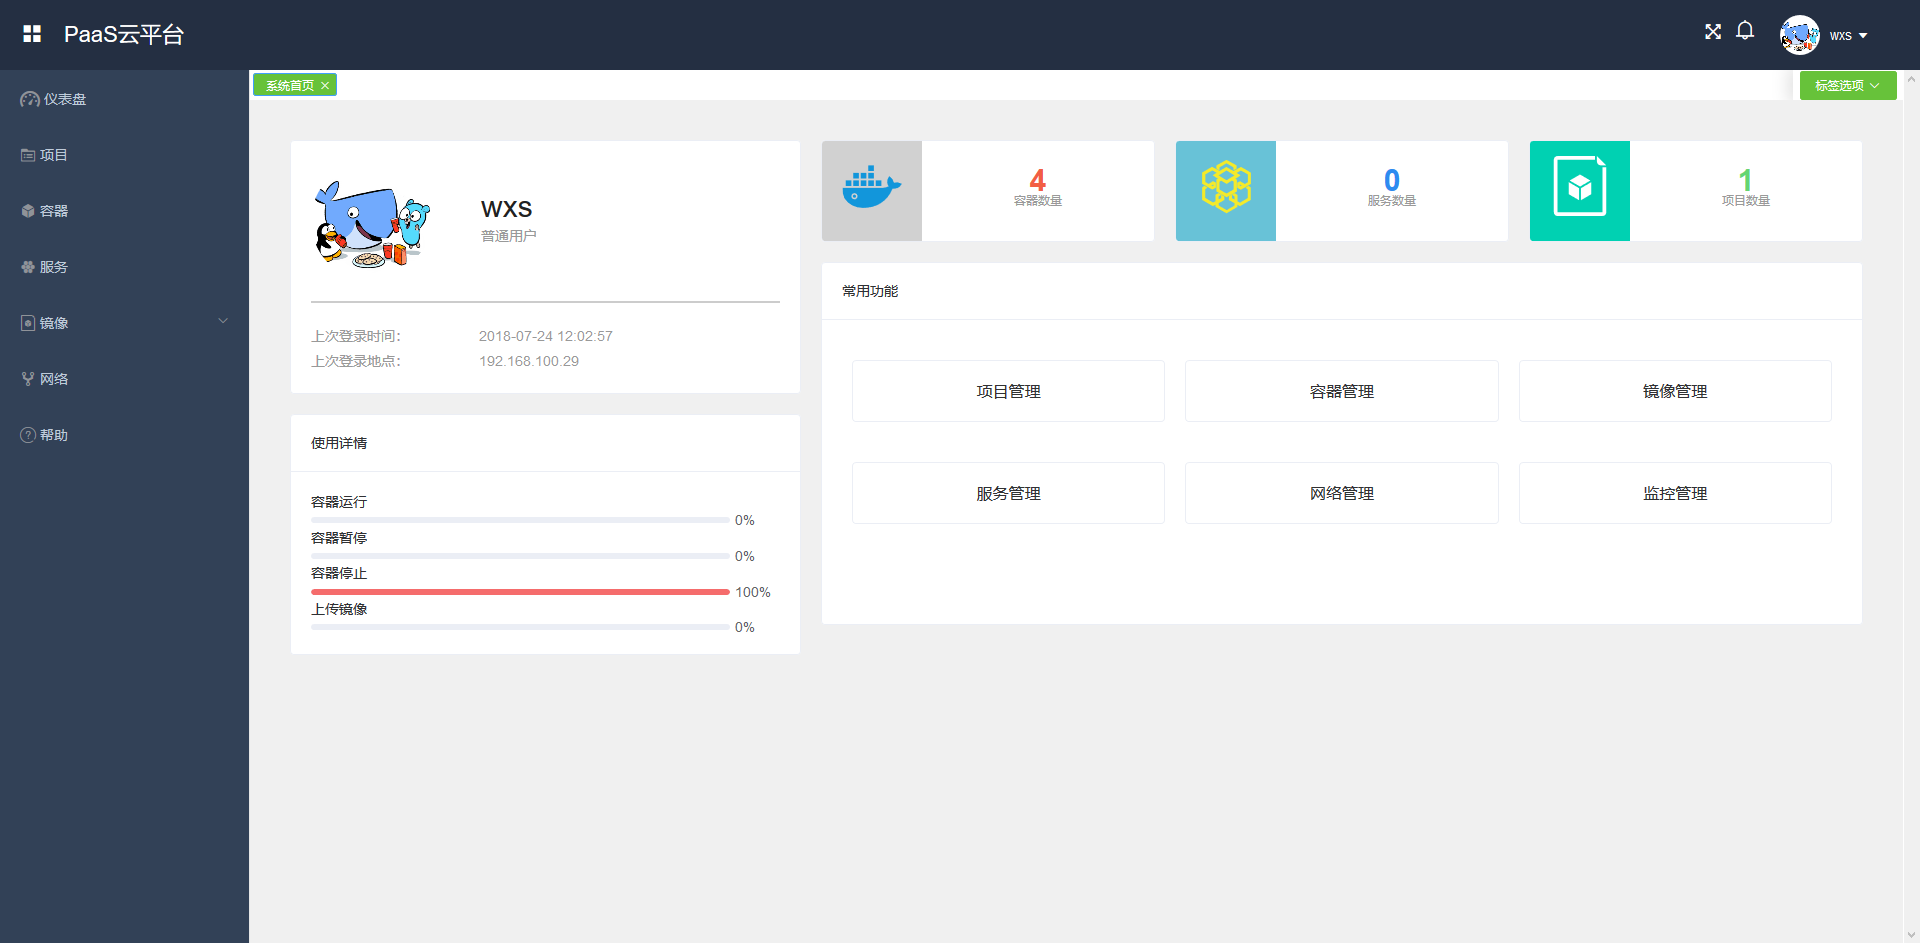 PaaS云平台
wxs
仪表盘
项目
容器
服务
镜像
网络
帮助
系统首页
标签选项
WXS
普通用户
上次登录时间: 2018-07-24 12:02:57
上次登录地点: 192.168.100.29
使用详情
容器运行
0%
容器暂停
0%
容器停止
100%
上传镜像
0%
4
容器数量
0
服务数量
1
项目数量
常用功能
项目管理 容器管理 镜像管理
服务管理 网络管理 监控管理